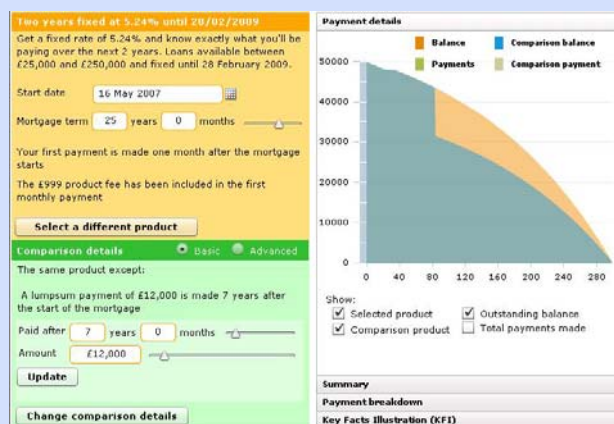 Two years fixed at 5.24% until 28/02/2009
Get a fixed rate of 5.24% and know exactly what you'll be
paying over the next 2 years. Loans available between
£25,000 and £250,000 and fixed until 28 February 2009.
Start date 16 May 2007
Mortgage term 25 years 0 months
Your first payment is made one month after the mortgage
starts
The £999 product fee has been included in the first
monthly payment
Select a different product
Comparison details Basic Advanced
The same product except:
A lumpsum payment of £12,000 is made 7 years after
the start of the mortgage
Paid after 7 years 0 months
Amount £12,000
Update
Change comparison details
Payment details
Balance Comparison balance
Payments Comparison payment
50000
40000
30000
20000
10000
0
0 40 80 120 160 200 240 280
Show:
Selected product Outstanding balance
Comparison product Total payments made
Summary
Payment breakdown
Key Facts Illustration (KFI)